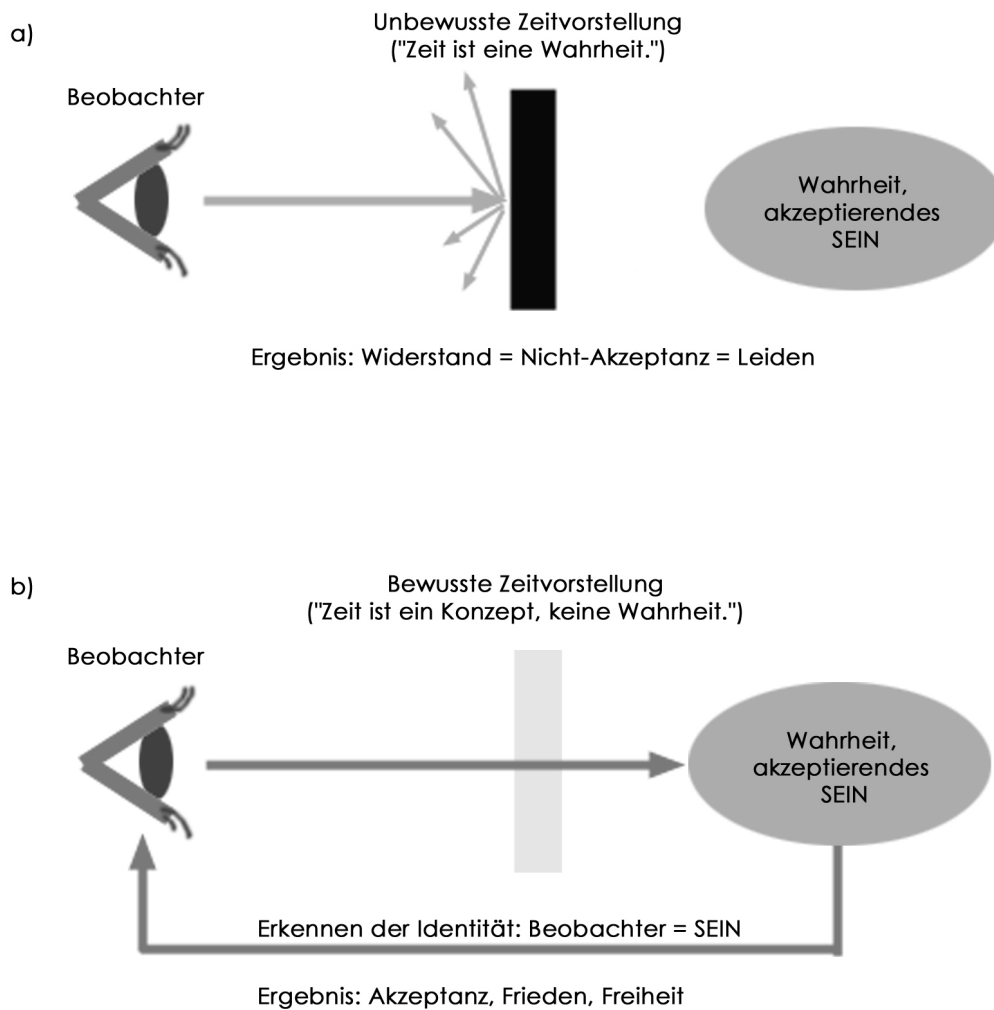 a)
Unbewusste Zeitvorstellung
("Zeit ist eine Wahrheit.")
Beobachter
Wahrheit,
akzeptierendes
SEIN
Ergebnis: Widerstand = Nicht-Akzeptanz = Leiden
b)
Bewusste Zeitvorstellung
("Zeit ist ein Konzept, keine Wahrheit.")
Beobachter
Wahrheit,
akzeptierendes
SEIN
Erkennen der Identität: Beobachter = SEIN
Ergebnis: Akzeptanz, Frieden, Freiheit